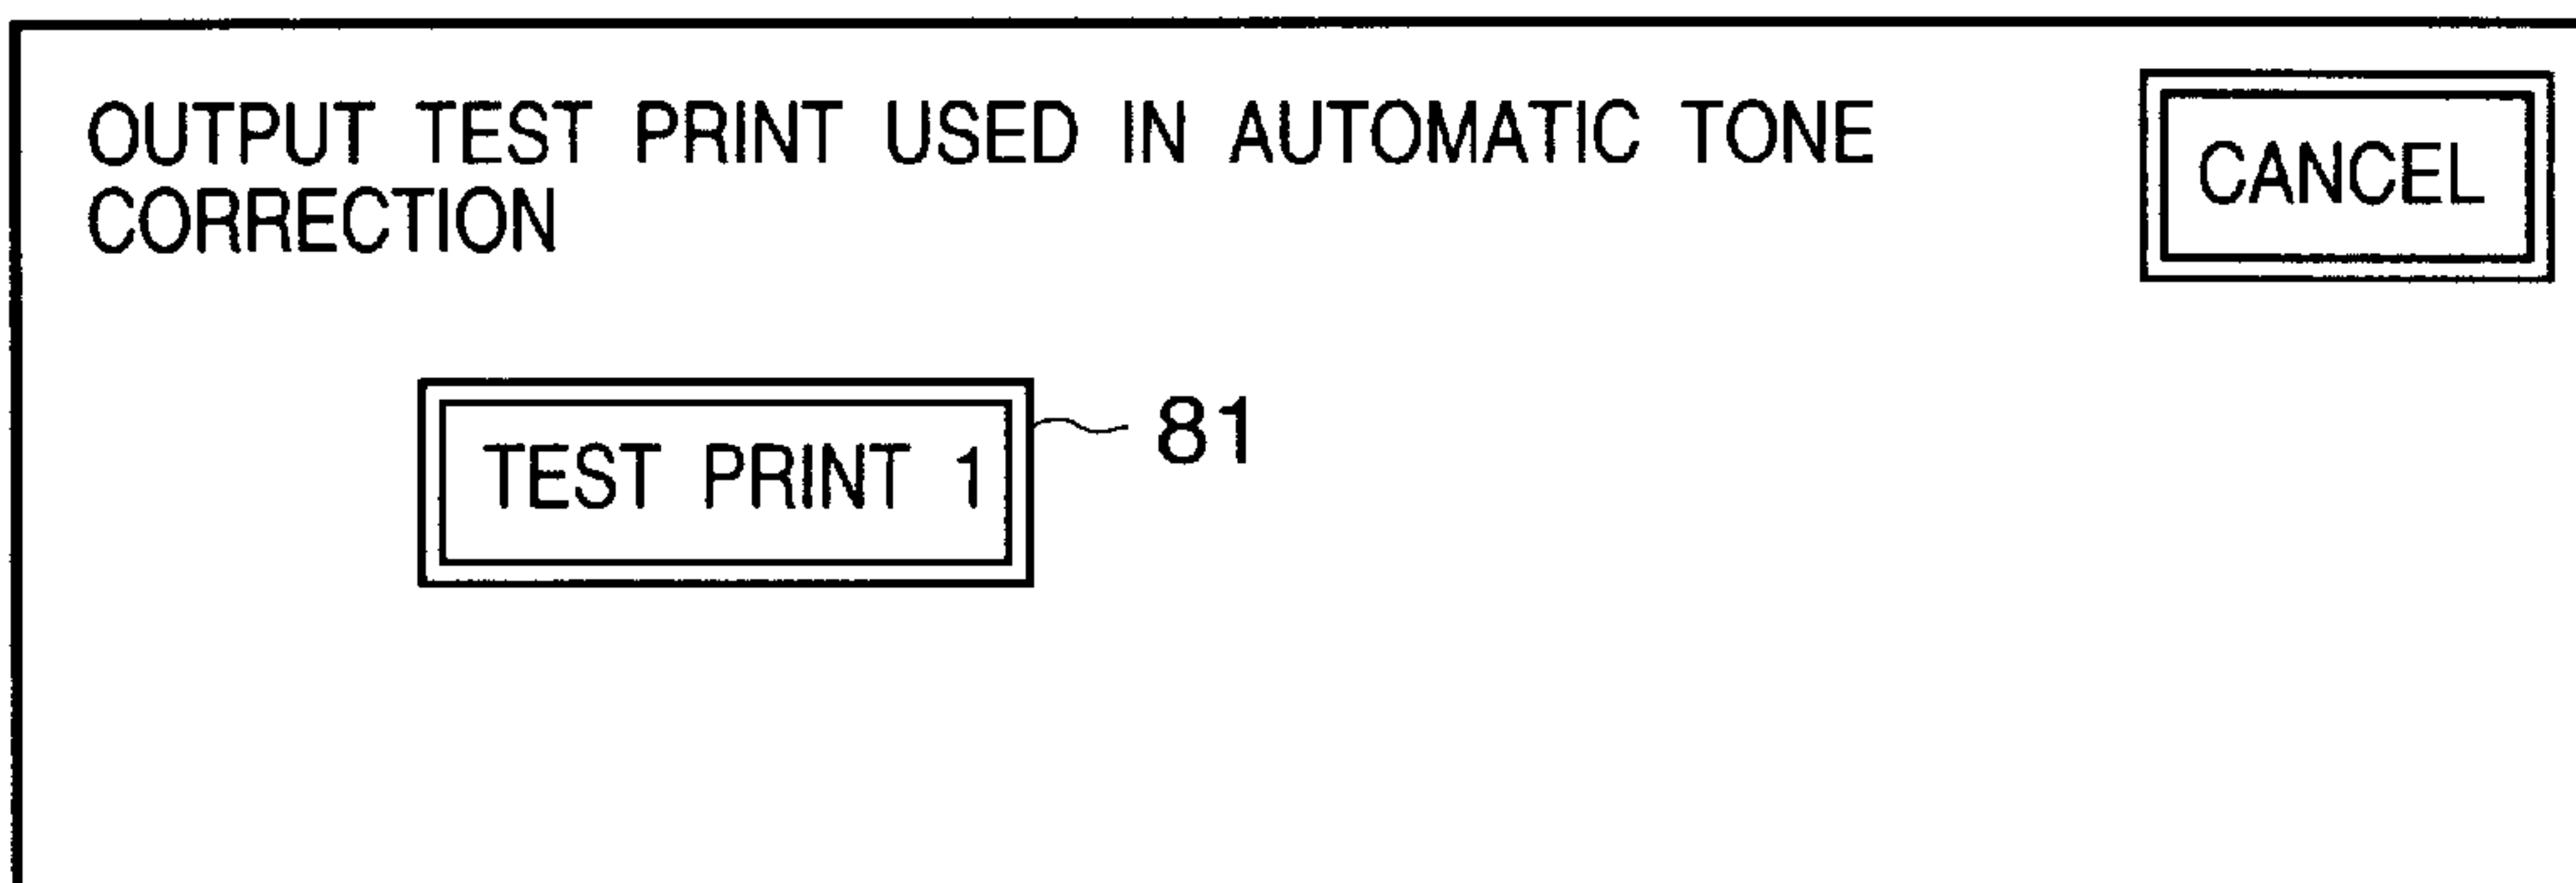 OUTPUT TEST PRINT USED IN AUTOMATIC TONE
CORRECTION
CANCEL
TEST PRINT 1
81